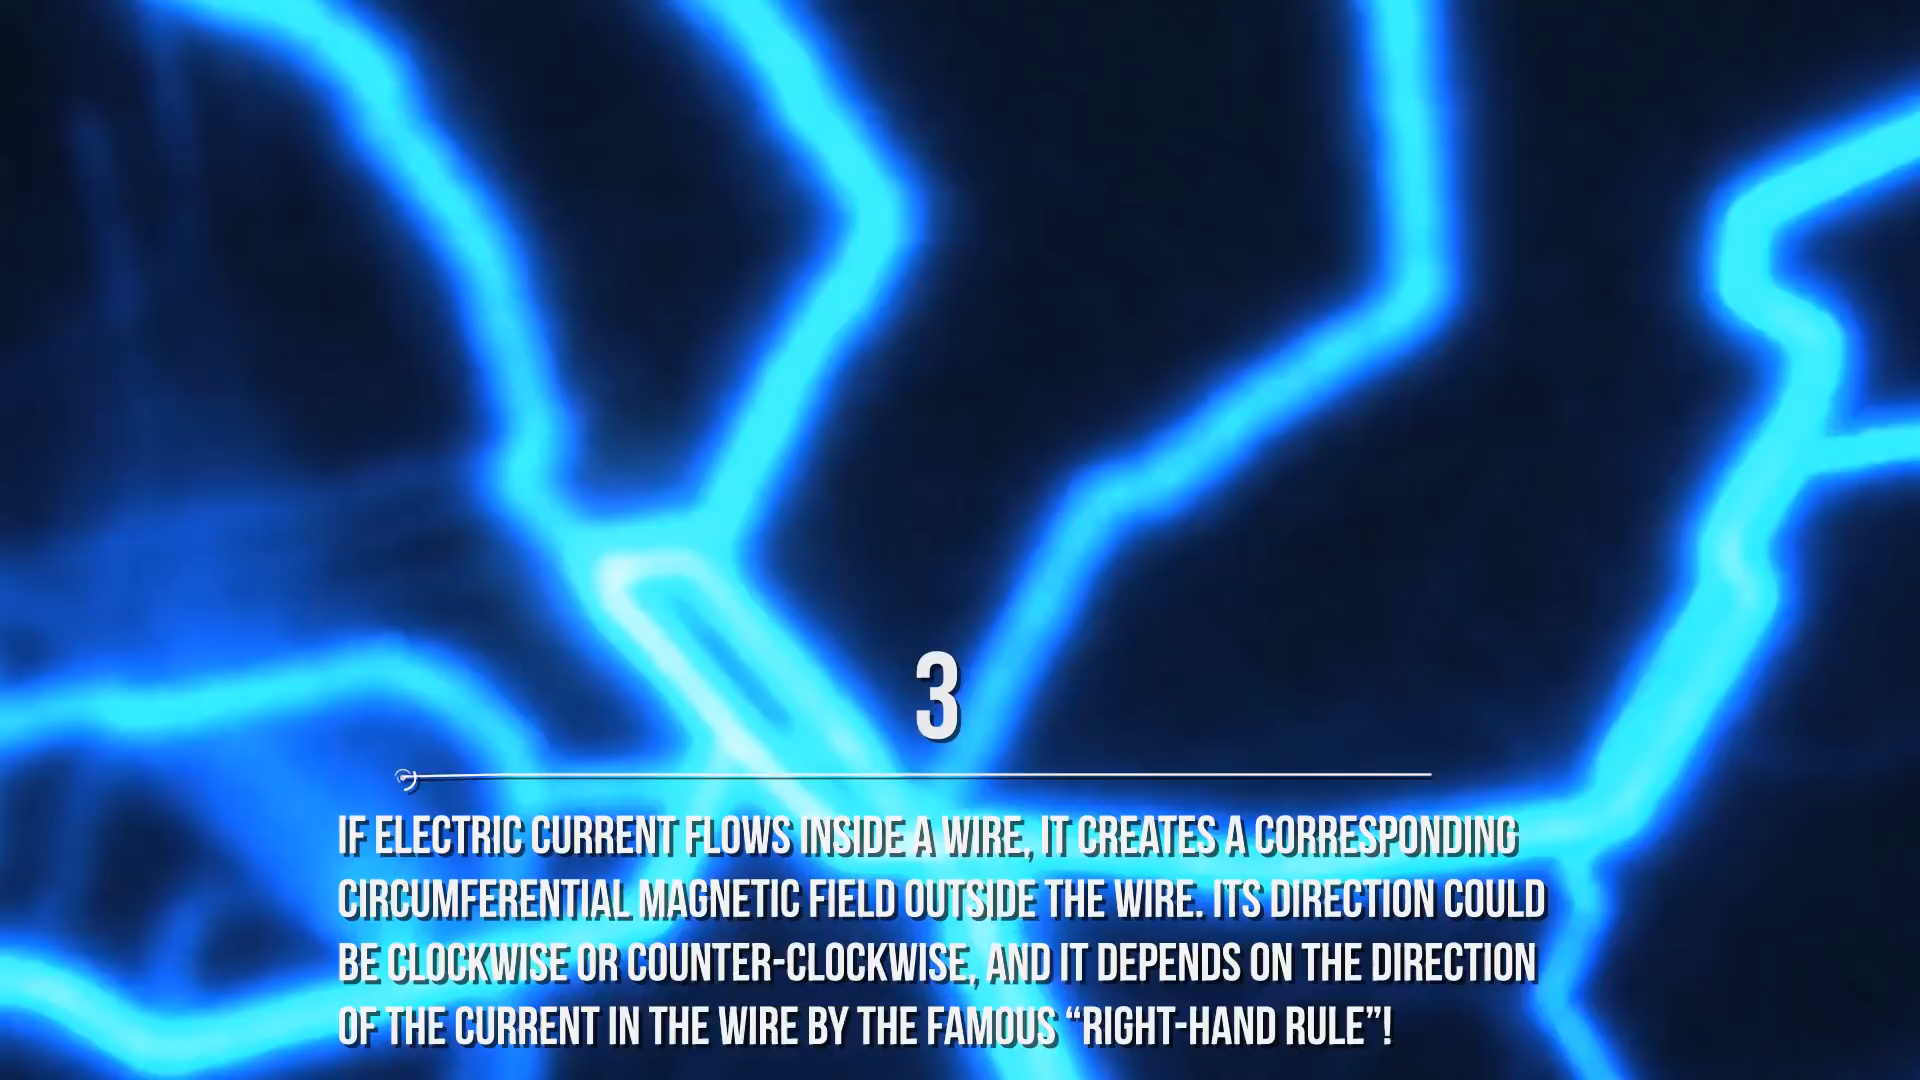 3
IF ELECTRIC CURRENT FLOWS INSIDE A WIRE, IT CREATES A CORRESPONDING
CIRCUMFERENTIAL MAGNETIC FIELD OUTSIDE THE WIRE. ITS DIRECTION COULD
BE CLOCKWISE OR COUNTER-CLOCKWISE, AND IT DEPENDS ON THE DIRECTION
OF THE CURRENT IN THE WIRE BY THE FAMOUS “RIGHT-HAND RULE”!